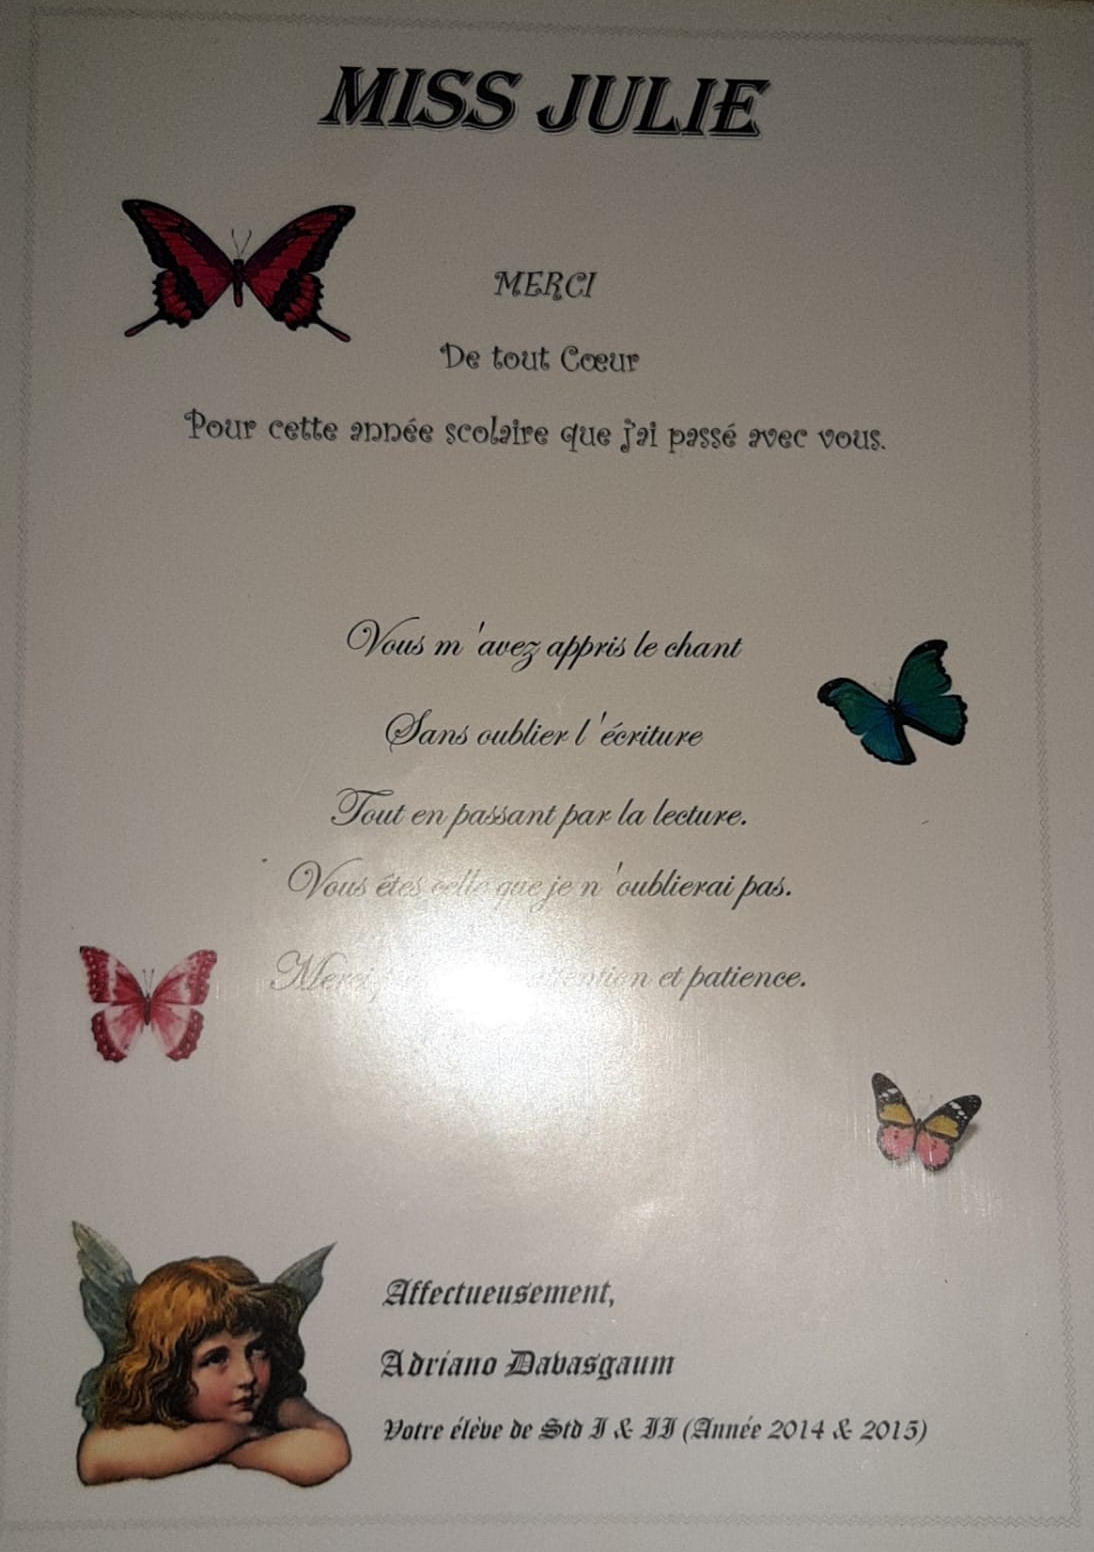 MISS JULIE
MERCI
De tout Cœur
Pour cette année scolaire que j'ai passé avec vous.
Vous m'avez appris le chant
Sans oublier l'écriture
Tout en passant par la lecture.
Vous êtes celle que je n'oublierai pas.
Merci attention et patience.
Affectueusement,
Adriano Davasgaum
Votre élève de Std I & II (Année 2014 & 2015)